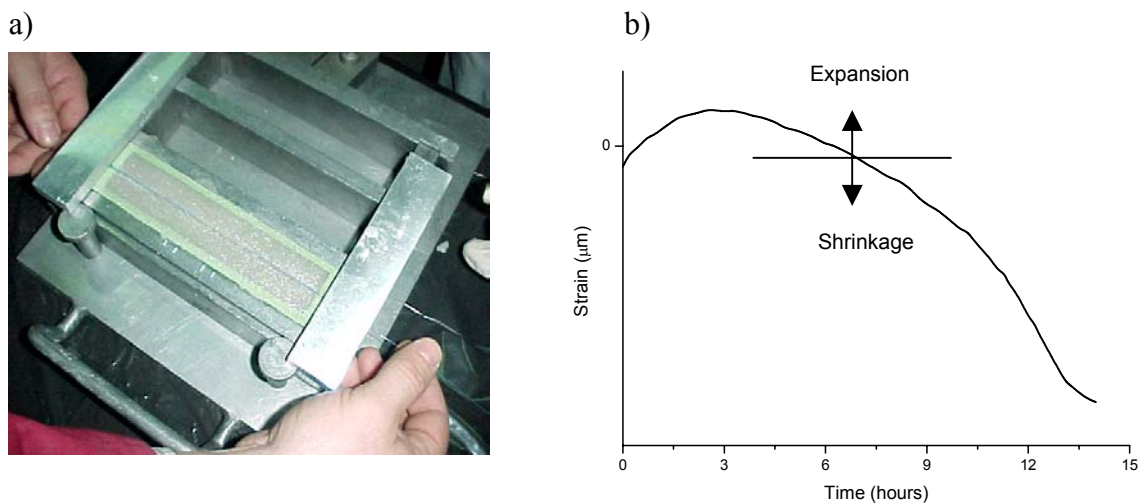 a)
b)
Expansion
0
Shrinkage
Strain (μm)
0 3 6 9 12 15
Time (hours)